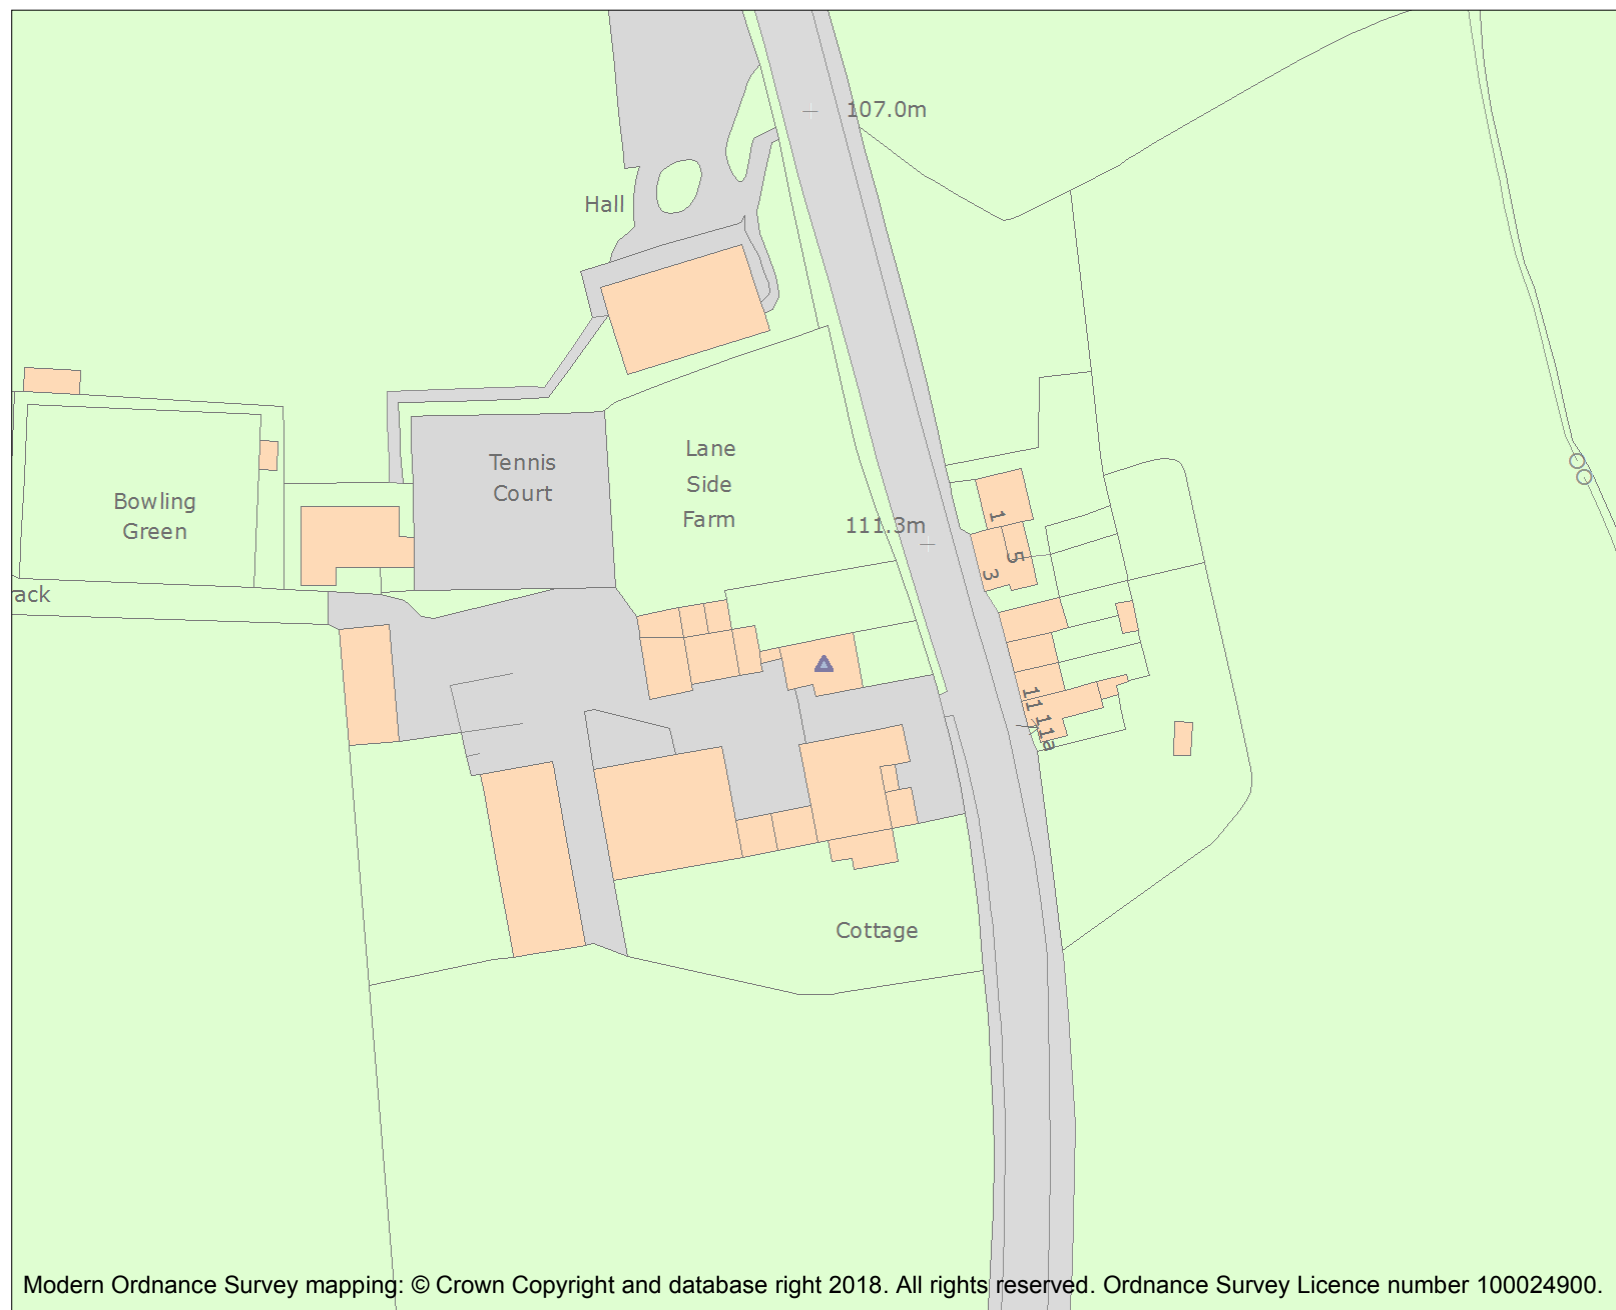 107.0m
Hall
Lane
Side
Farm
Tennis
Court
Bowling
Green
111.3m
1
5
3
ack
11
11a
Cottage
Modern Ordnance Survey mapping: © Crown Copyright and database right 2018. All rights reserved. Ordnance Survey Licence number 100024900.